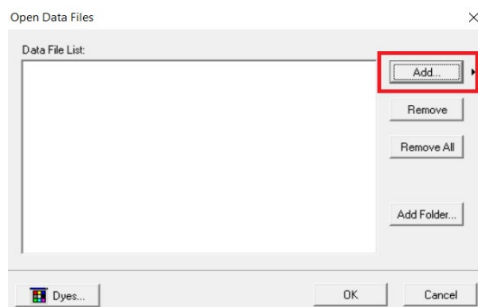 Open Data Files
Data File List:
Add...
Remove
Remove All
Add Folder...
Dyes...
OK
Cancel